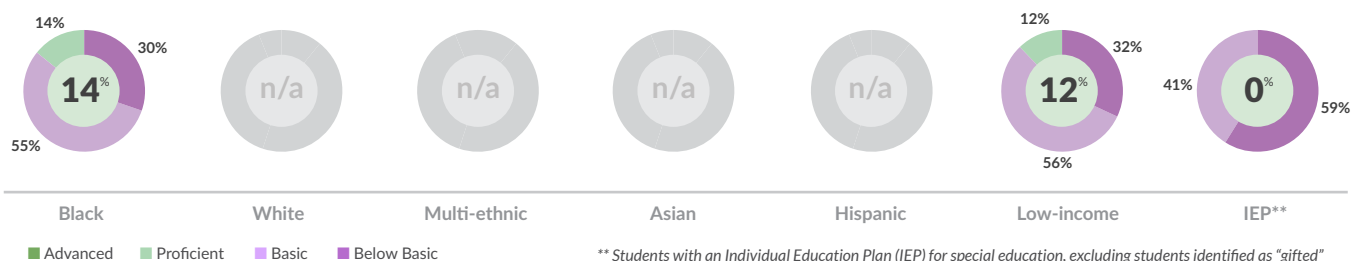 14%
30%
14%
55%
n/a
n/a
n/a
n/a
12%
32%
12%
56%
41%
0%
59%
Black White Multi-ethnic Asian Hispanic Low-income IEP**
Advanced Proficient Basic Below Basic
** Students with an Individual Education Plan (IEP) for special education, excluding students identified as “gifted”